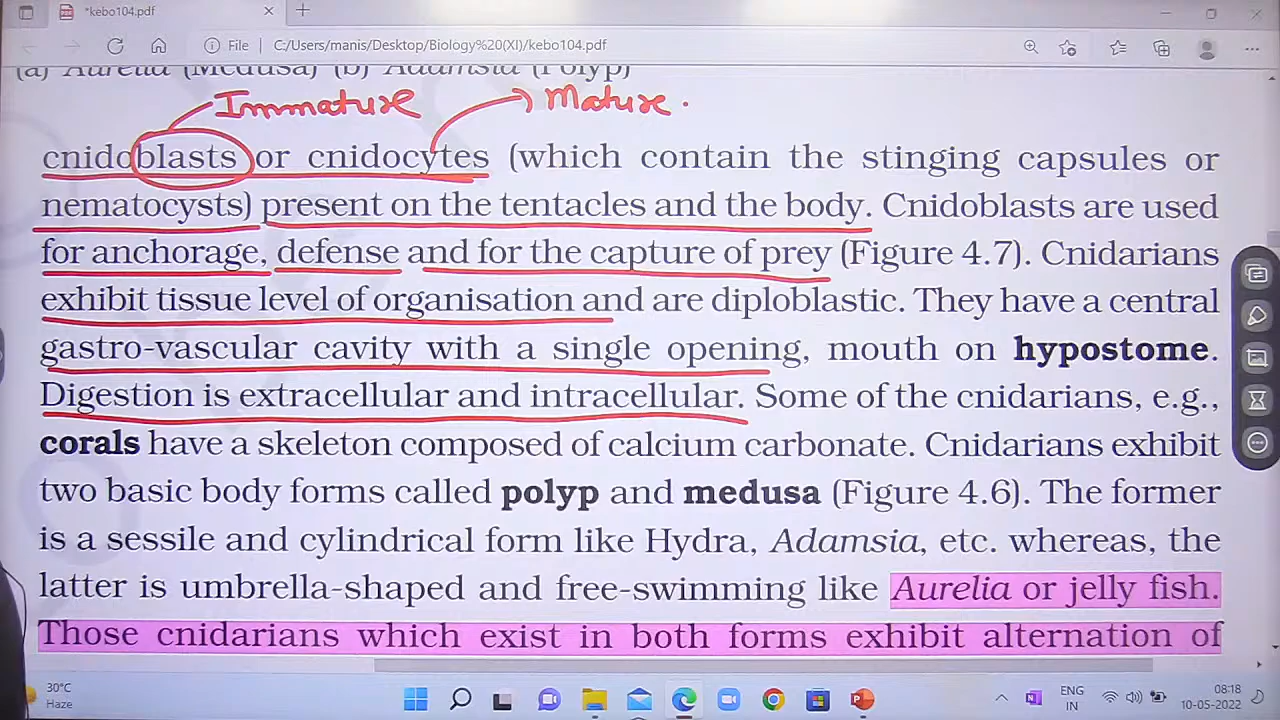 *kebo104.pdf
File | C:/Users/manis/Desktop/Biology%20(XI)/kebo104.pdf
(a) Aurelia (Medusa) (b) Adamsia (Polyp)
Immature Mature.
cnidoblasts or cnidocytes (which contain the stinging capsules or
nematocysts) present on the tentacles and the body. Cnidoblasts are used
for anchorage, defense and for the capture of prey (Figure 4.7). Cnidarians
exhibit tissue level of organisation and are diploblastic. They have a central
gastro-vascular cavity with a single opening, mouth on hypostome.
Digestion is extracellular and intracellular. Some of the cnidarians, e.g.,
corals have a skeleton composed of calcium carbonate. Cnidarians exhibit
two basic body forms called polyp and medusa (Figure 4.6). The former
is a sessile and cylindrical form like Hydra, Adamsia, etc. whereas, the
latter is umbrella-shaped and free-swimming like Aurelia or jelly fish.
Those cnidarians which exist in both forms exhibit alternation of
30°C
Haze
ENG
IN
08:18
10-05-2022